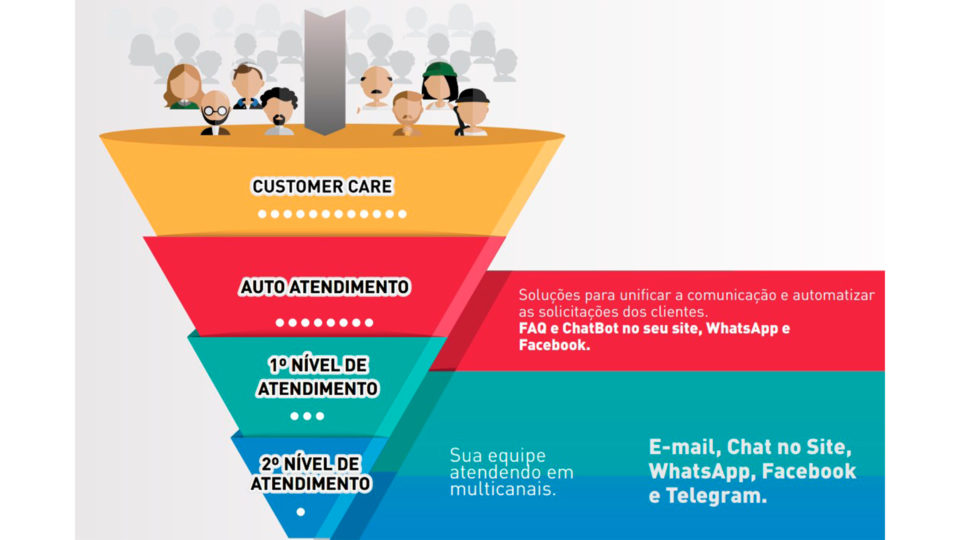 CUSTOMER CARE
AUTO ATENDIMENTO
Soluções para unificar a comunicação e automatizar
as solicitações dos clientes.
FAQ e ChatBot no seu site, WhatsApp e
Facebook.
1º NÍVEL DE
ATENDIMENTO
2º NÍVEL DE
ATENDIMENTO
Sua equipe
atendendo em
multicanais.
E-mail, Chat no Site,
WhatsApp, Facebook
e Telegram.